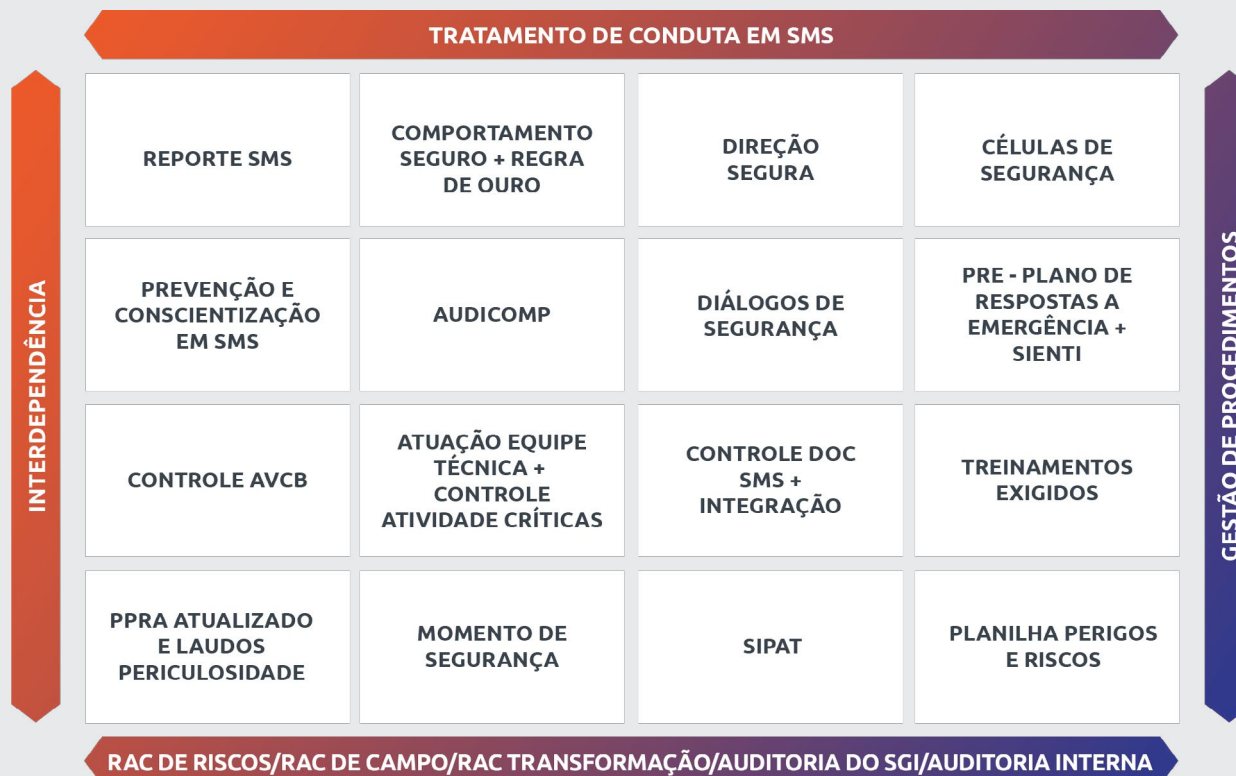 TRATAMENTO DE CONDUTA EM SMS
INTERDEPENDÊNCIA
REPORTE SMS
COMPORTAMENTO
SEGURO + REGRA
DE OURO
DIREÇÃO
SEGURA
CÉLULAS DE
SEGURANÇA
PREVENÇÃO E
CONSCIENTIZAÇÃO
EM SMS
AUDICOMP
DIÁLOGOS DE
SEGURANÇA
PRE - PLANO DE
RESPOSTAS A
EMERGÊNCIA +
SIENTI
CONTROLE AVCB
ATUAÇÃO EQUIPE
TÉCNICA +
CONTROLE
ATIVIDADE CRÍTICAS
CONTROLE DOC
SMS +
INTEGRAÇÃO
TREINAMENTOS
EXIGIDOS
PPRA ATUALIZADO
E LAUDOS
PERICULOSIDADE
MOMENTO DE
SEGURANÇA
SIPAT
PLANILHA PERIGOS
E RISCOS
GESTÃO DE PROCEDIMENTOS
RAC DE RISCOS/RAC DE CAMPO/RAC TRANSFORMAÇÃO/AUDITORIA DO SGI/AUDITORIA INTERNA